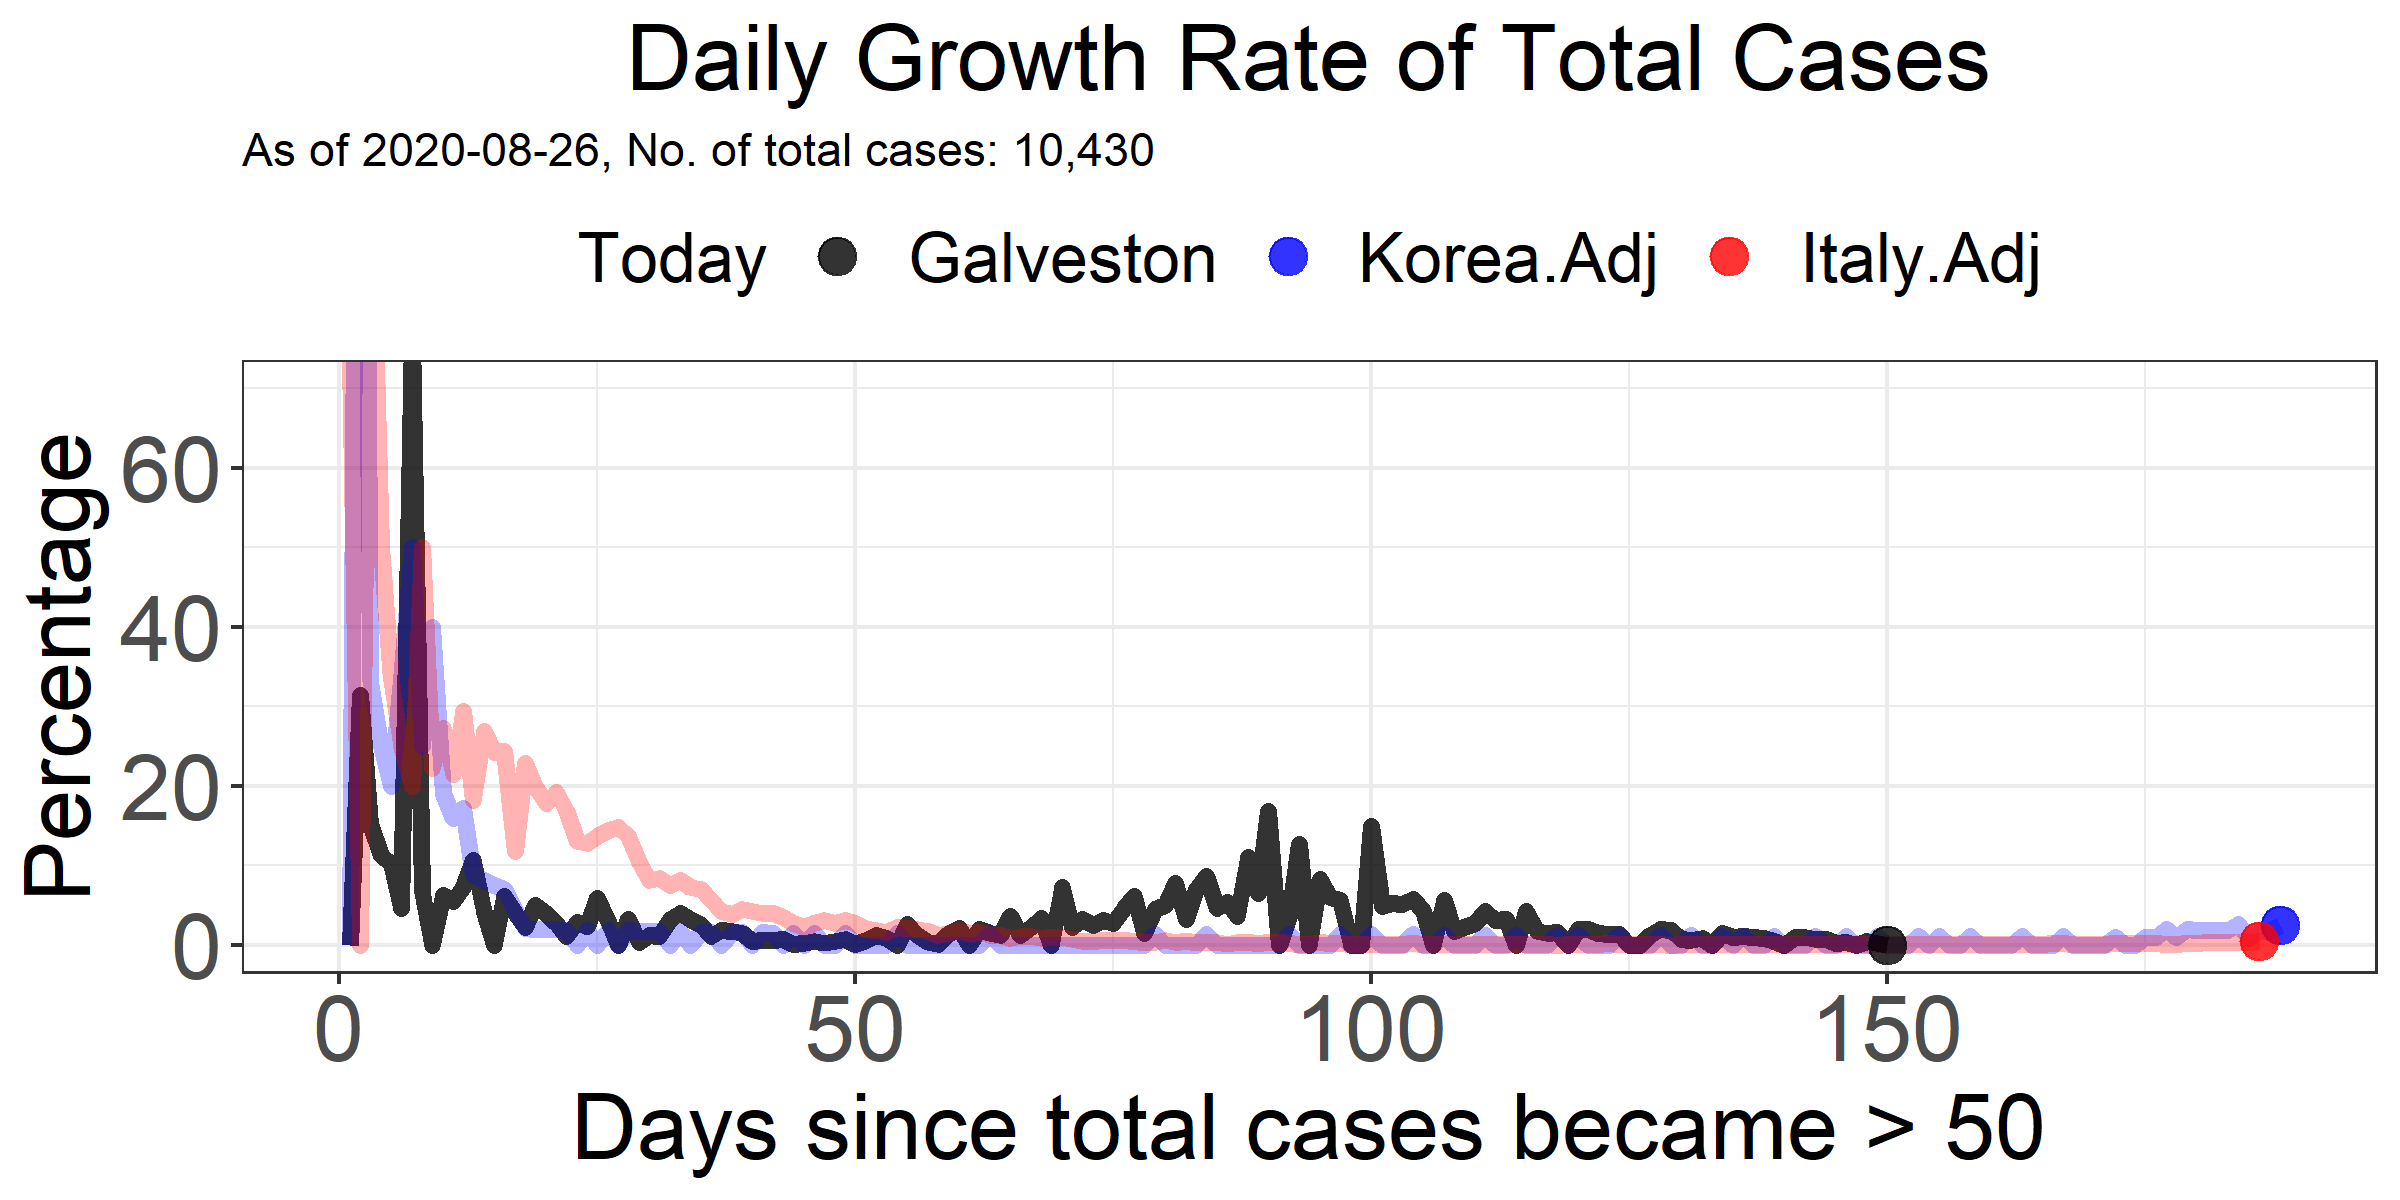 Daily Growth Rate of Total Cases
As of 2020-08-26, No. of total cases: 10,430
Today Galveston Korea.Adj Italy.Adj
Percentage
60
40
20
0
0 50 100 150
Days since total cases became > 50